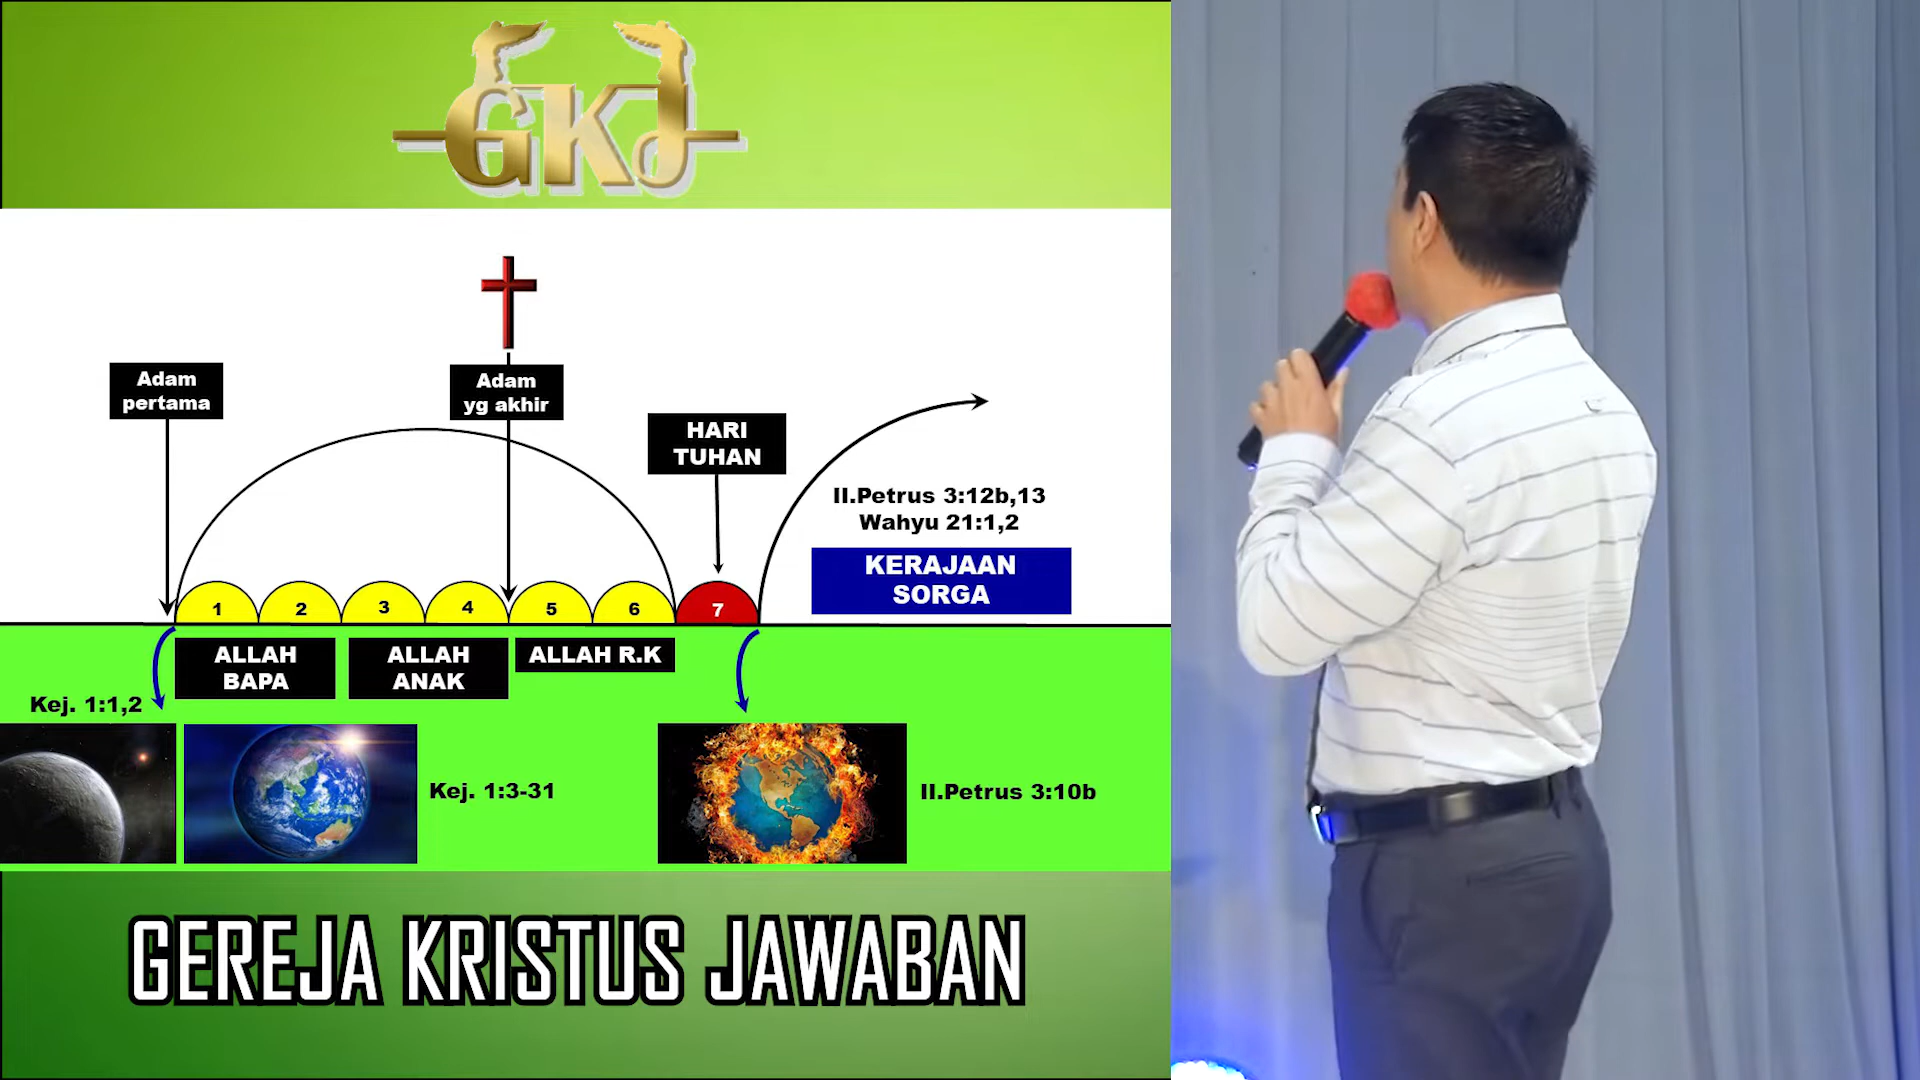 GKJ
Adam
pertama
Adam
yg akhir
HARI
TUHAN
II.Petrus 3:12b,13
Wahyu 21:1,2
KERAJAAN
SORGA
1 2 3 4 5 6 7
ALLAH
BAPA
ALLAH
ANAK
ALLAH R.K
Kej. 1:1,2
Kej. 1:3-31
II.Petrus 3:10b
GEREJA KRISTUS JAWABAN